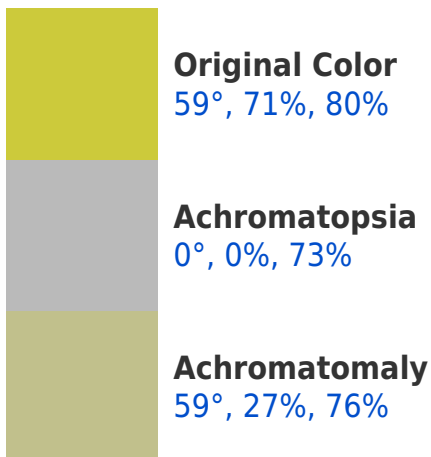 Original Color
59°, 71%, 80%
Achromatopsia
0°, 0%, 73%
Achromatomaly
59°, 27%, 76%